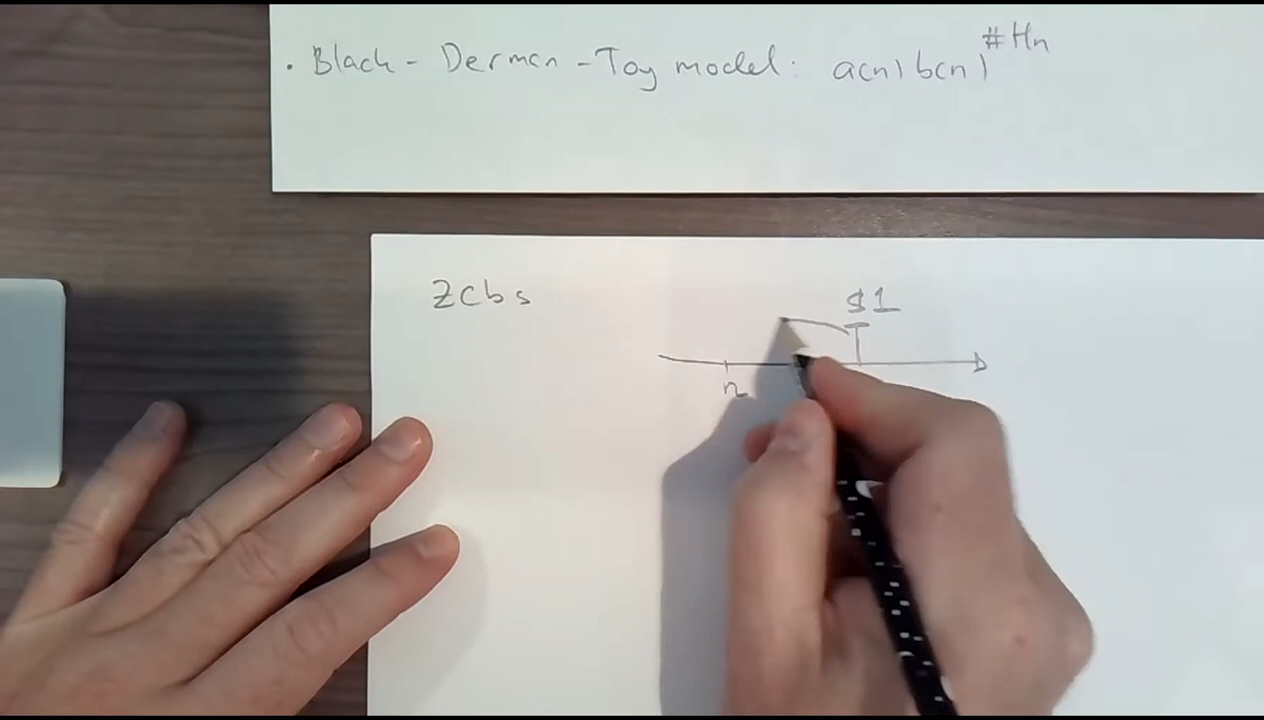 . Black - Derman - Toy model: a(n) b(n)^#Hn
Zcbs
$1
n